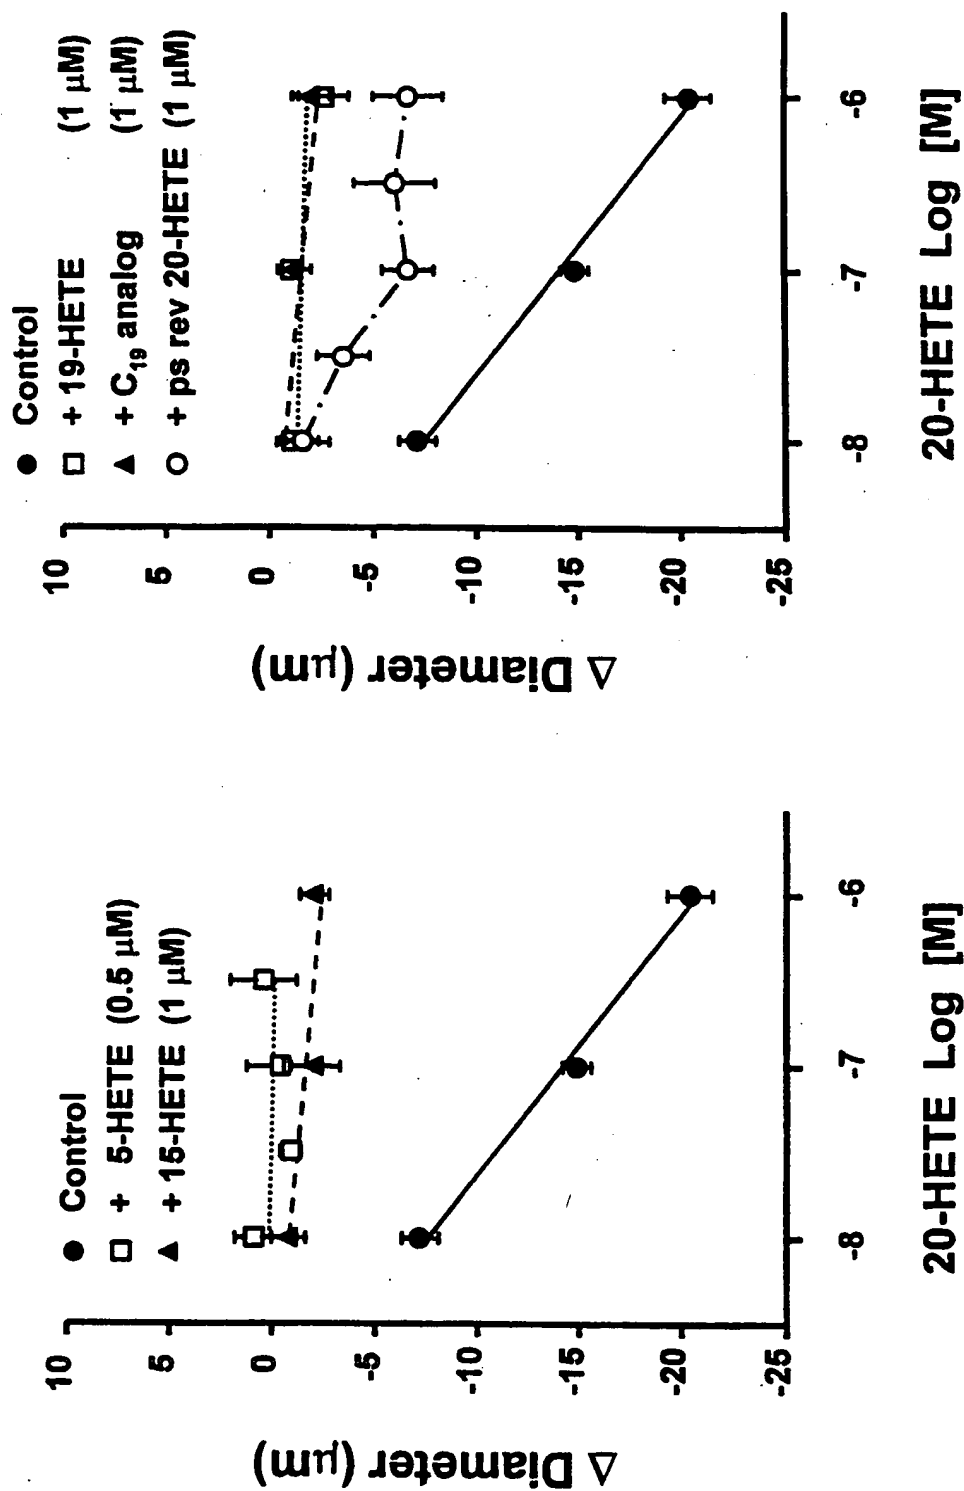 Control
+ 5-HETE (0.5 μM)
+ 15-HETE (1 μM)
10
5
0
-5
-10
-15
-20
-25
Δ Diameter (μm)
-8
-7
-6
20-HETE Log [M]
Control
+ 19-HETE (1 μM)
+ C19 analog (1 μM)
+ ps rev 20-HETE (1 μM)
10
5
0
-5
-10
-15
-20
-25
Δ Diameter (μm)
-8
-7
-6
20-HETE Log [M]